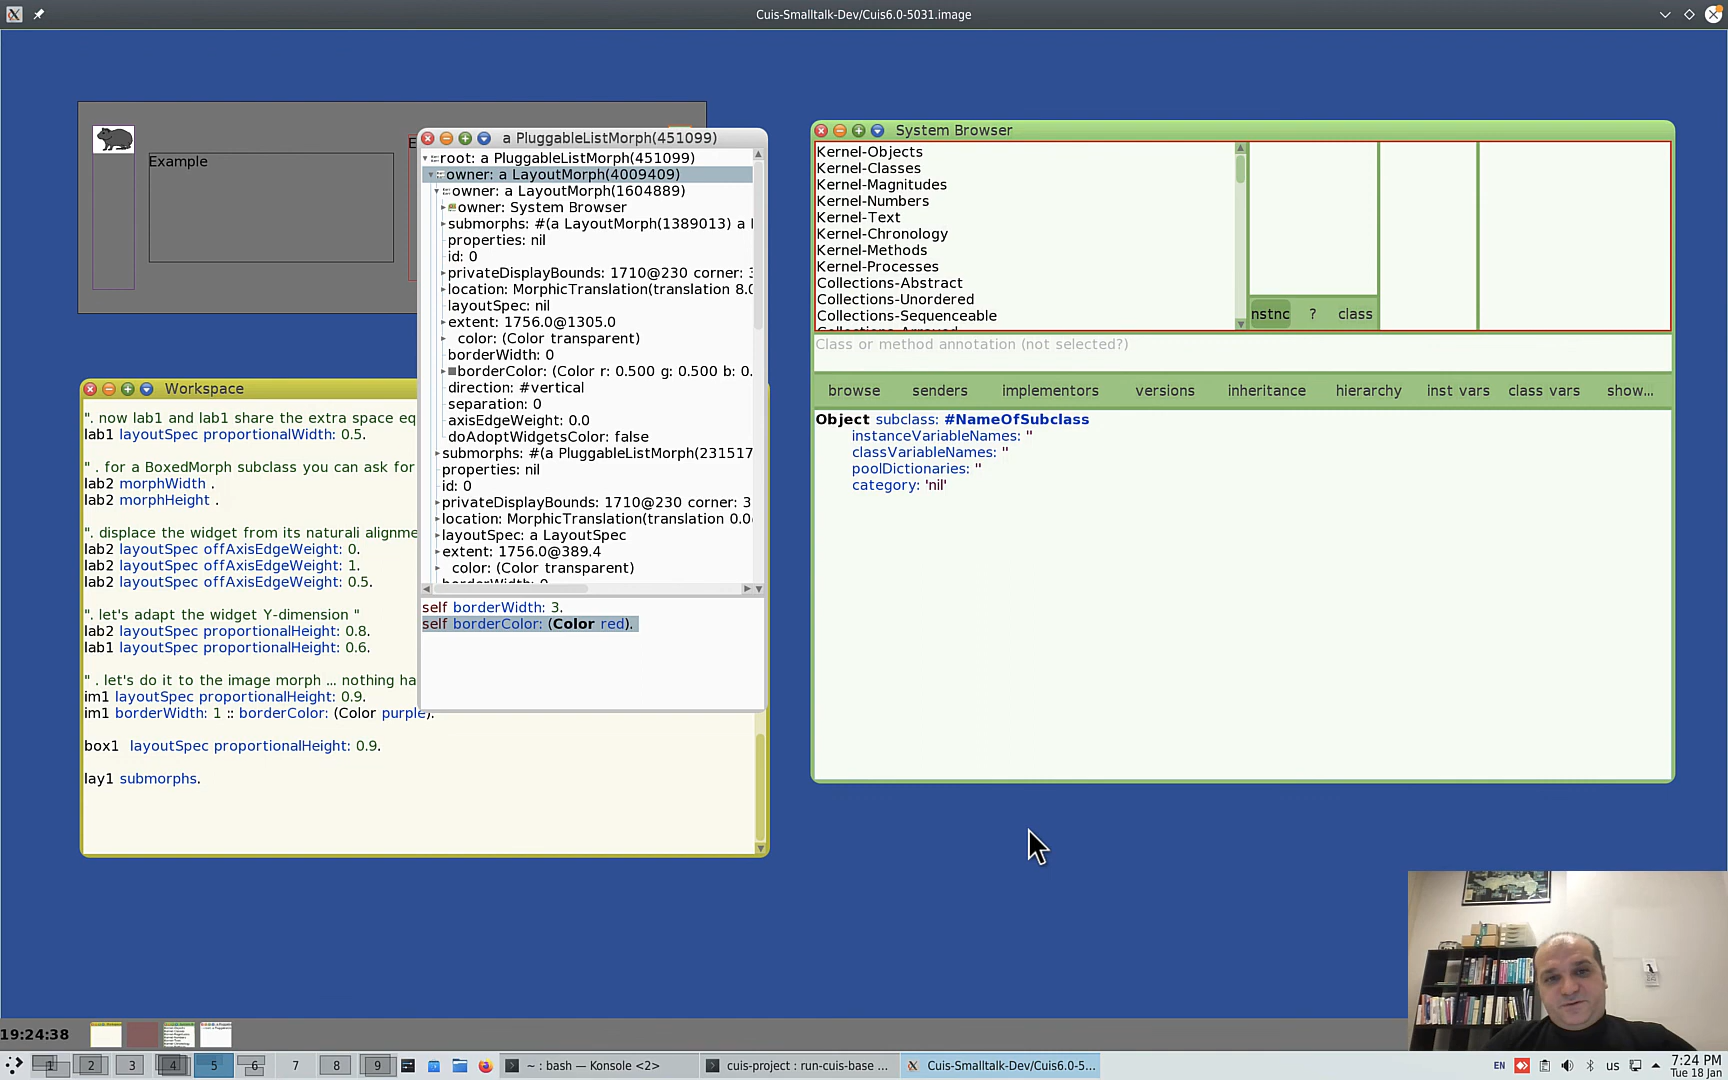 Cuis-Smalltalk-Dev/Cuis6.0-5031.image
Example
E
a PluggableListMorph(451099)
root: a PluggableListMorph(451099)
owner: a LayoutMorph(4009409)
owner: a LayoutMorph(1604889)
owner: System Browser
submorphs: #(a LayoutMorph(1389013) a
properties: nil
id: 0
privateDisplayBounds: 1710@230 corner: 3
location: MorphicTranslation(translation 8.0
layoutSpec: nil
extent: 1756.0@1305.0
color: (Color transparent)
borderWidth: 0
borderColor: (Color r: 0.500 g: 0.500 b: 0.
direction: #vertical
separation: 0
axisEdgeWeight: 0.0
doAdoptWidgetsColor: false
submorphs: #(a PluggableListMorph(231517
properties: nil
id: 0
privateDisplayBounds: 1710@230 corner: 3
location: MorphicTranslation(translation 0.0
layoutSpec: a LayoutSpec
extent: 1756.0@389.4
color: (Color transparent)
borderWidth: 0
self borderWidth: 3.
self borderColor: (Color red).
System Browser
Kernel-Objects
Kernel-Classes
Kernel-Magnitudes
Kernel-Numbers
Kernel-Text
Kernel-Chronology
Kernel-Methods
Kernel-Processes
Collections-Abstract
Collections-Unordered
Collections-Sequenceable
Collections-Arrayed
nstnc ? class
Class or method annotation (not selected?)
browse senders implementors versions inheritance hierarchy inst vars class vars show...
Object subclass: #NameOfSubclass
instanceVariableNames: ''
classVariableNames: ''
poolDictionaries: ''
category: 'nil'
Workspace
". now lab1 and lab1 share the extra space eq
lab1 layoutSpec proportionalWidth: 0.5.
" . for a BoxedMorph subclass you can ask for
lab2 morphWidth .
lab2 morphHeight .
". displace the widget from its naturali alignme
lab2 layoutSpec offAxisEdgeWeight: 0.
lab2 layoutSpec offAxisEdgeWeight: 1.
lab2 layoutSpec offAxisEdgeWeight: 0.5.
". let's adapt the widget Y-dimension "
lab2 layoutSpec proportionalHeight: 0.8.
lab1 layoutSpec proportionalHeight: 0.6.
" . let's do it to the image morph ... nothing ha
im1 layoutSpec proportionalHeight: 0.9.
im1 borderWidth: 1 :: borderColor: (Color purple).
box1 layoutSpec proportionalHeight: 0.9.
lay1 submorphs.
19:24:38
1 2 3 4 5 6 7 8 9
~ : bash — Konsole <2>
cuis-project : run-cuis-base ...
Cuis-Smalltalk-Dev/Cuis6.0-5...
EN
us
7:24 PM
Tue 18 Jan